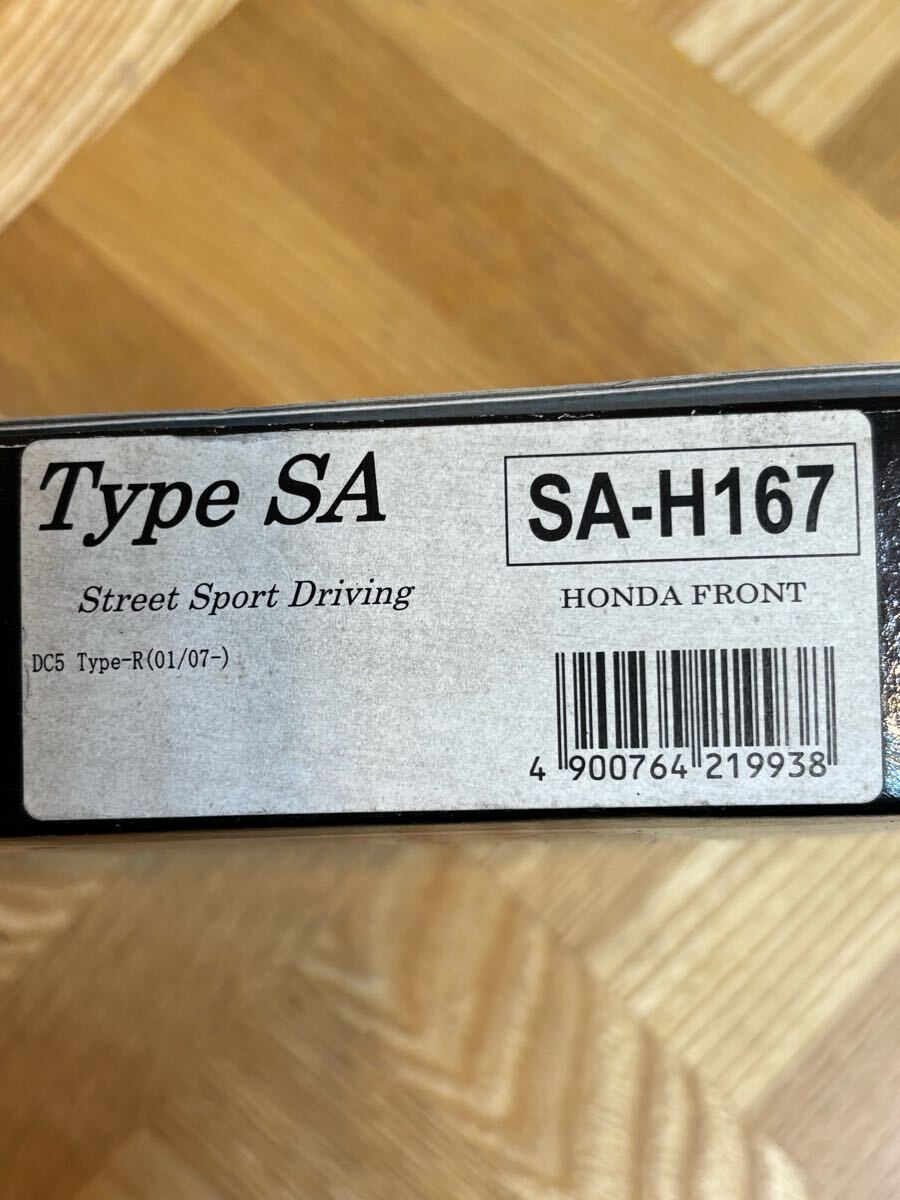 Type SA
SA-H167
Street Sport Driving
HONDA FRONT
DC5 Type-R(01/07-)
4 900764 219938